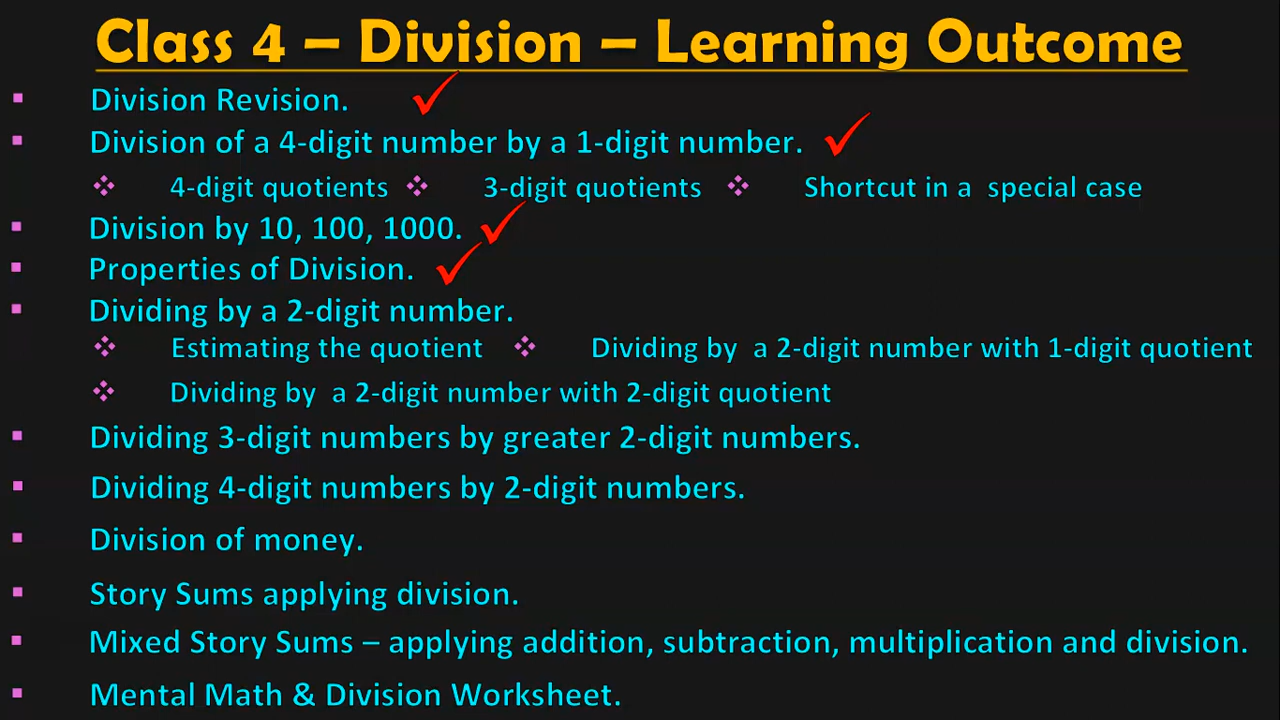 Class 4 – Division – Learning Outcome
Division Revision.
Division of a 4-digit number by a 1-digit number.
4-digit quotients 3-digit quotients Shortcut in a special case
Division by 10, 100, 1000.
Properties of Division.
Dividing by a 2-digit number.
Estimating the quotient Dividing by a 2-digit number with 1-digit quotient
Dividing by a 2-digit number with 2-digit quotient
Dividing 3-digit numbers by greater 2-digit numbers.
Dividing 4-digit numbers by 2-digit numbers.
Division of money.
Story Sums applying division.
Mixed Story Sums – applying addition, subtraction, multiplication and division.
Mental Math & Division Worksheet.